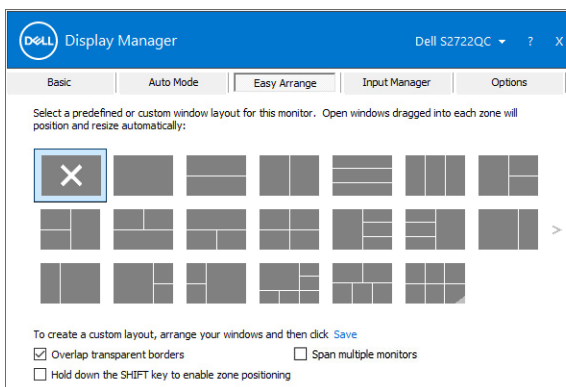 DELL Display Manager Dell S2722QC ? X
Basic Auto Mode Easy Arrange Input Manager Options
Select a predefined or custom window layout for this monitor. Open windows dragged into each zone will
position and resize automatically:
>
To create a custom layout, arrange your windows and then click Save
Overlap transparent borders Span multiple monitors
Hold down the SHIFT key to enable zone positioning